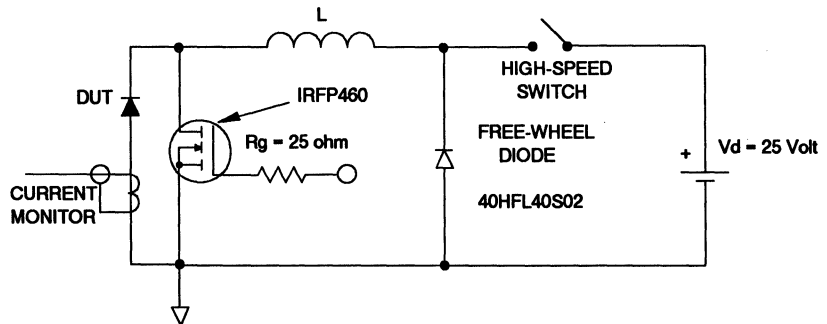 L
HIGH-SPEED
SWITCH
DUT
IRFP460
Rg = 25 ohm
FREE-WHEEL
DIODE
+
Vd = 25 Volt
CURRENT
MONITOR
40HFL40S02